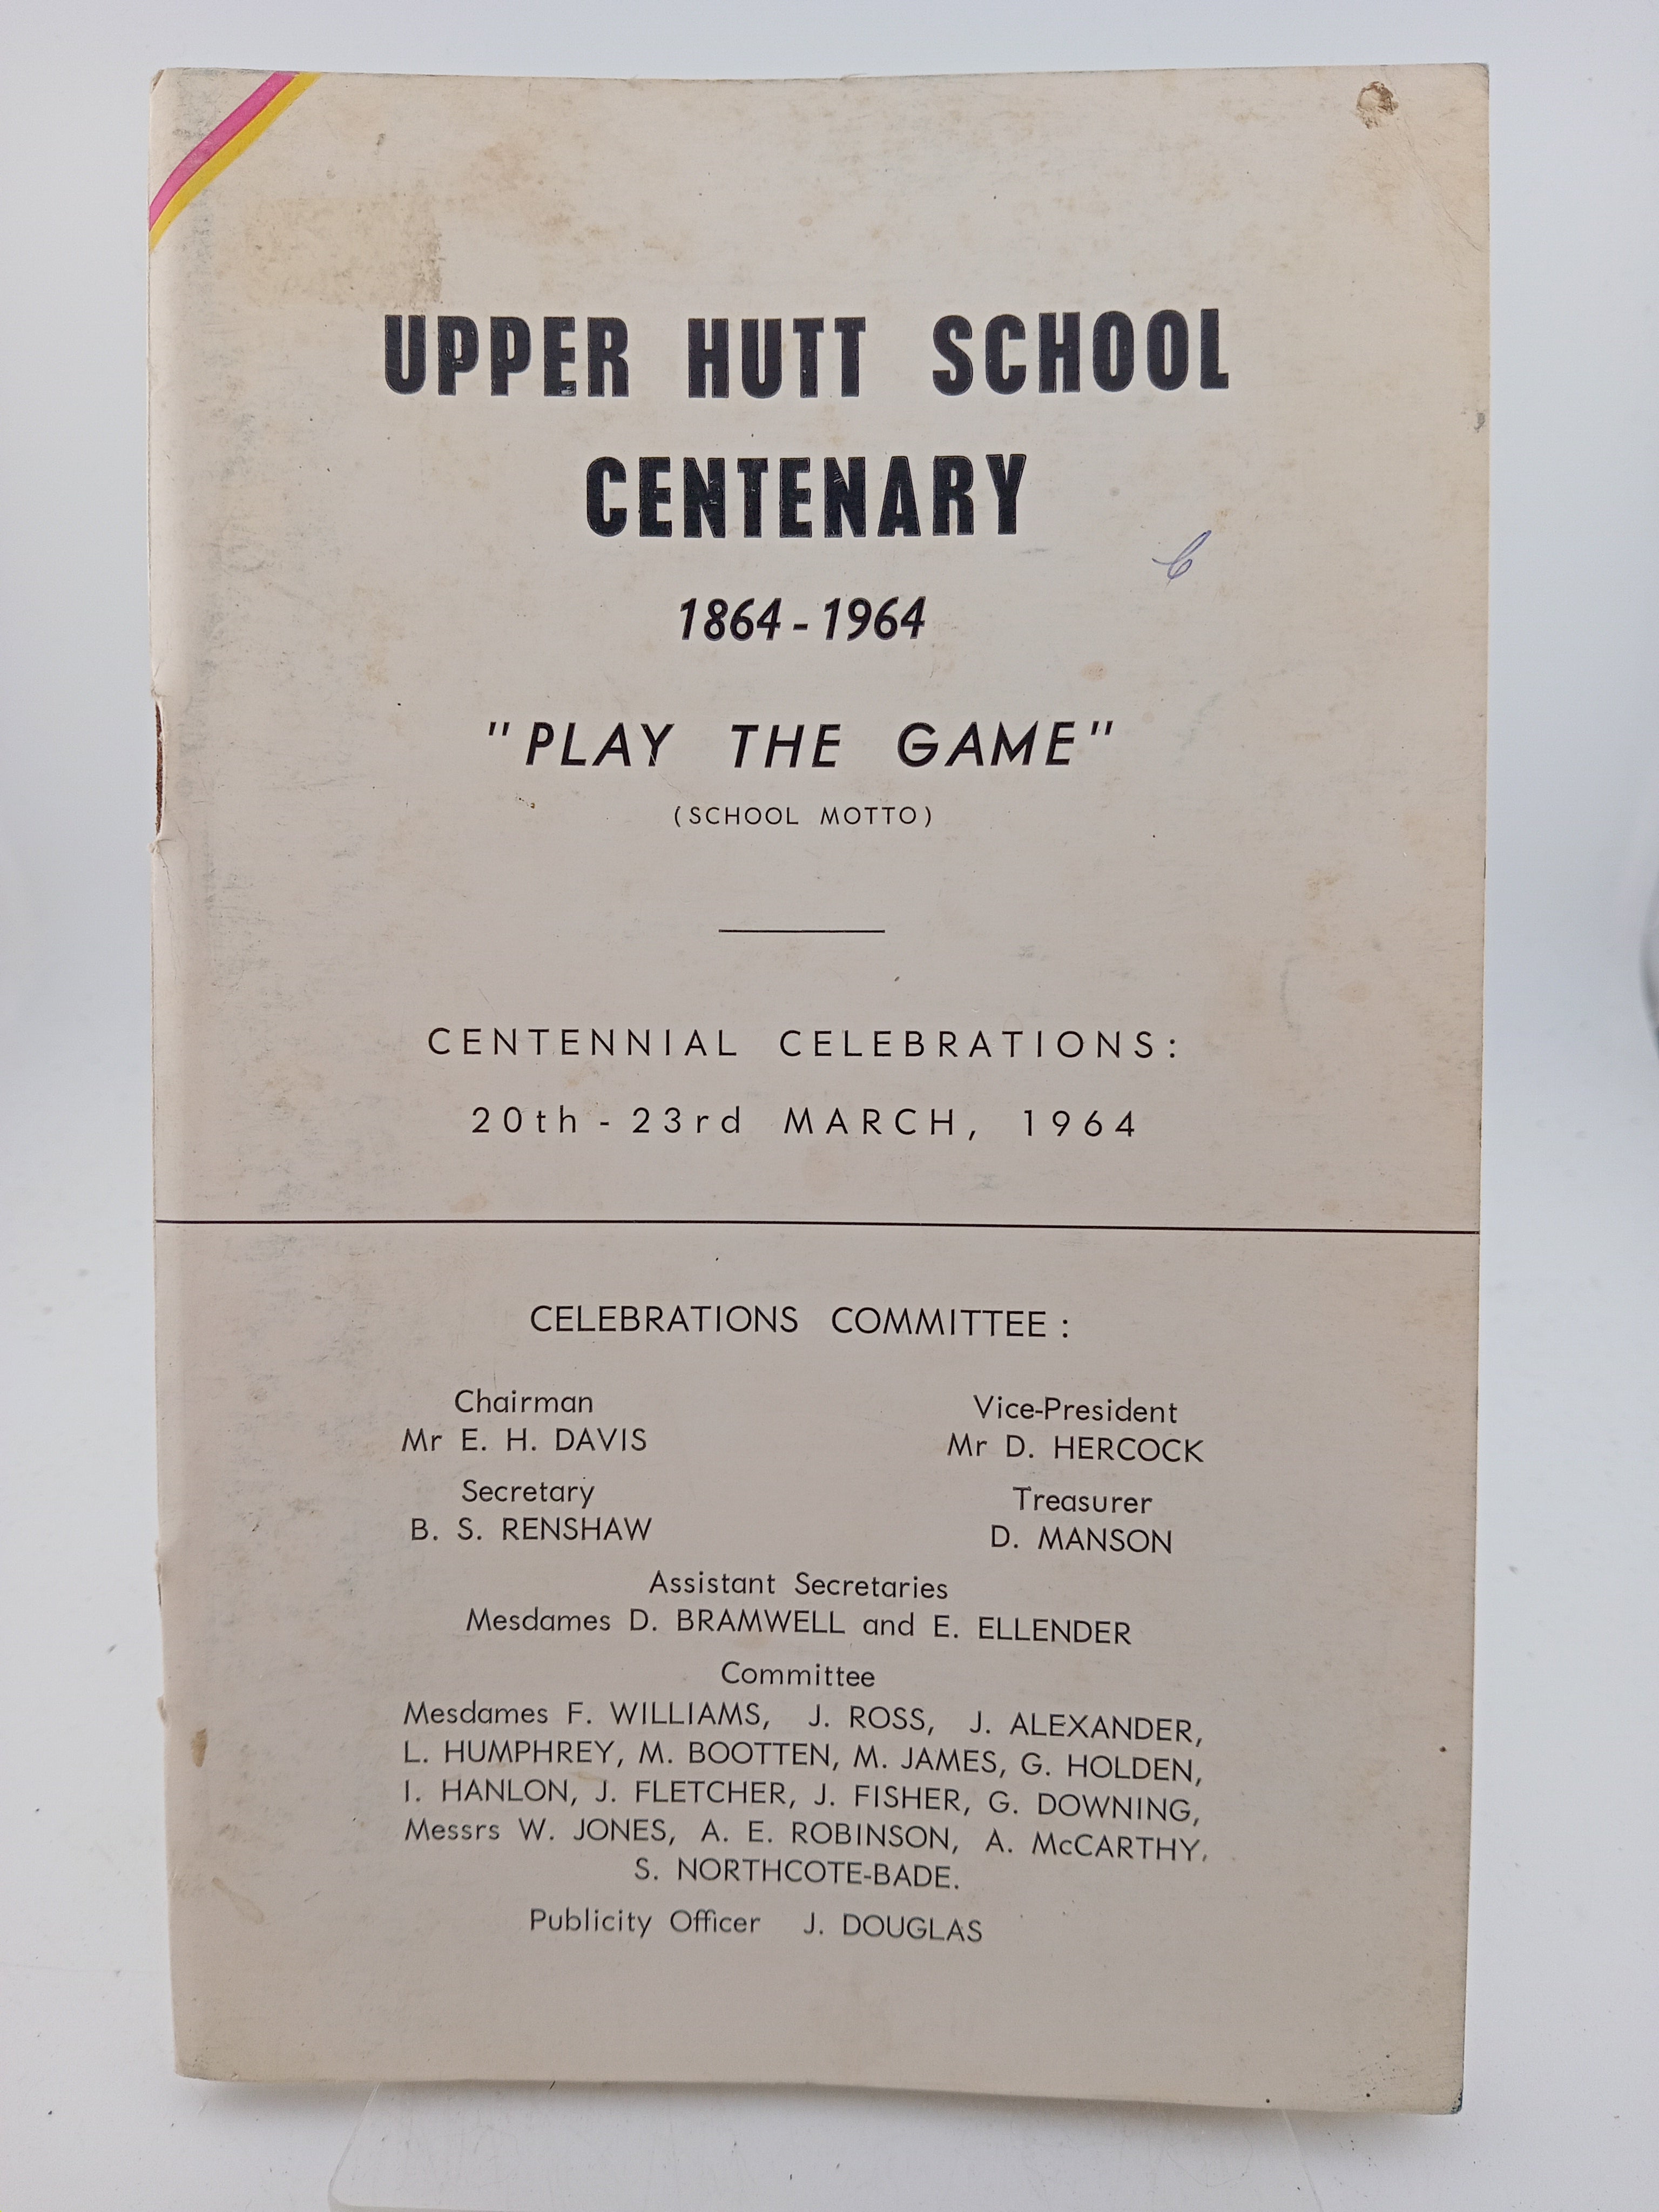 UPPER HUTT SCHOOL
CENTENARY
1864-1964
"PLAY THE GAME"
(SCHOOL MOTTO)
CENTENNIAL CELEBRATIONS:
20th - 23rd MARCH, 1964
CELEBRATIONS COMMITTEE :
Chairman
Mr E. H. DAVIS
Vice-President
Mr D. HERCOCK
Secretary
B. S. RENSHAW
Treasurer
D. MANSON
Assistant Secretaries
Mesdames D. BRAMWELL and E. ELLENDER
Committee
Mesdames F. WILLIAMS, J. ROSS, J. ALEXANDER,
L. HUMPHREY, M. BOOTTEN, M. JAMES, G. HOLDEN,
I. HANLON, J. FLETCHER, J. FISHER, G. DOWNING,
Messrs W. JONES, A. E. ROBINSON, A. McCARTHY,
S. NORTHCOTE-BADE.
Publicity Officer J. DOUGLAS